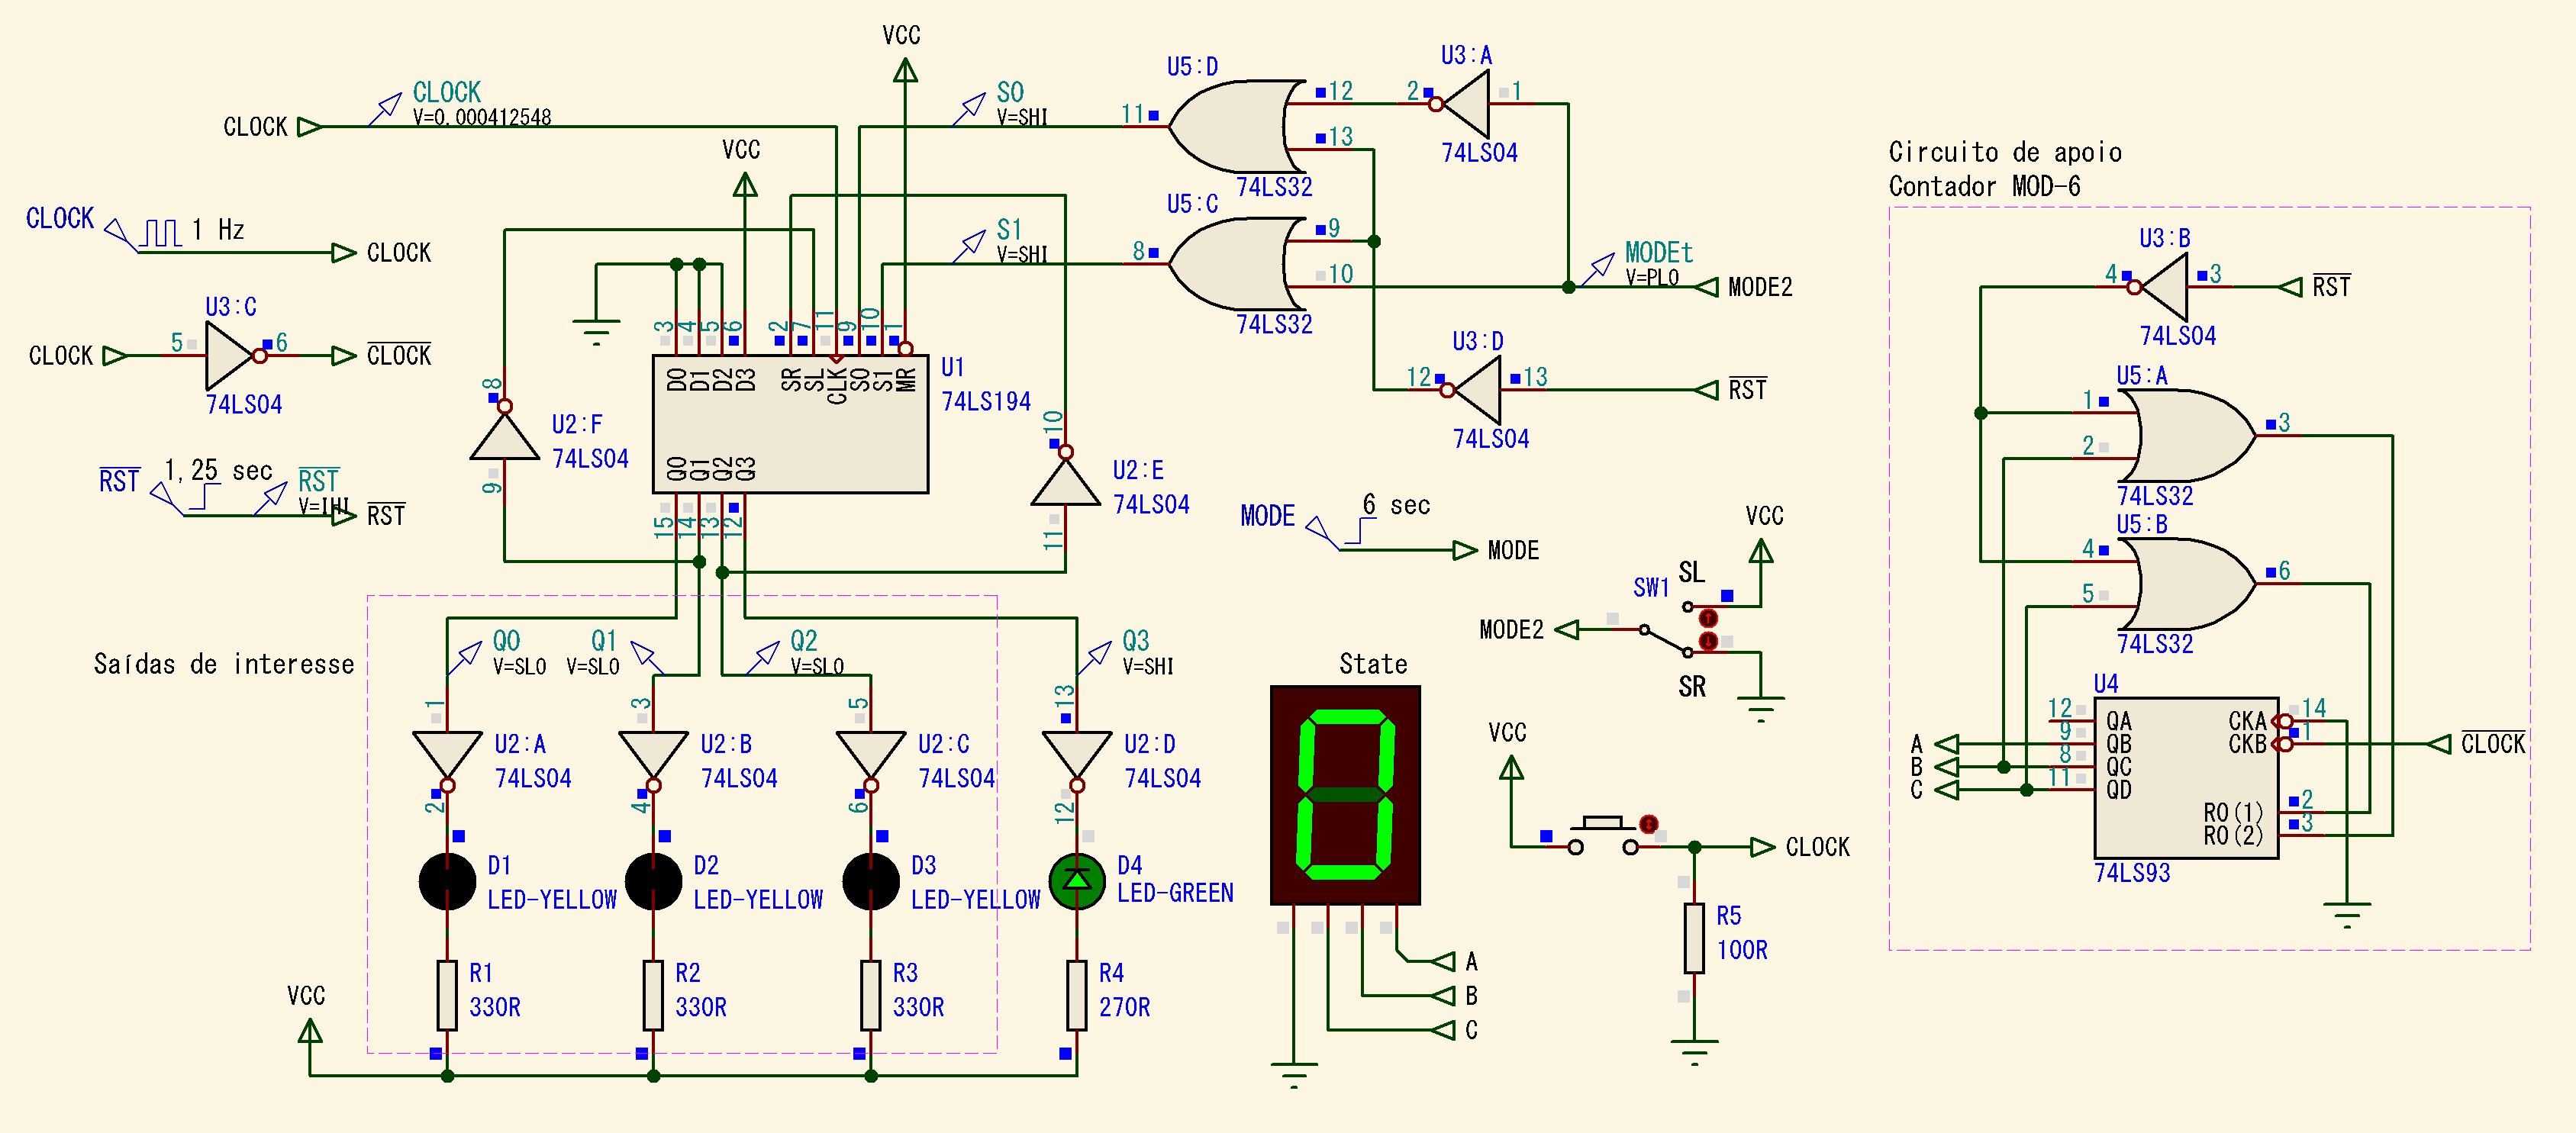 VCC
CLOCK
V=0.000412548
CLOCK
S0
V=SHI
U5:D
11
12
13
74LS32
U3:A
2
1
74LS04
VCC
CLOCK
1 Hz
CLOCK
U5:C
S1
V=SHI
8
9
10
74LS32
MODEt
V=PLO
MODE2
U3:C
CLOCK
5
6
CLOCK
74LS04
3
4
5
6
2
7
11
9
10
1
D0
D1
D2
D3
SR
SL
CLK
S0
S1
MR
U1
74LS194
Q0
Q1
Q2
Q3
15
14
13
12
8
U2:F
74LS04
9
10
U2:E
74LS04
11
U3:D
12
13
RST
74LS04
RST
1,25 sec
RST
V=IHI
RST
MODE
6 sec
MODE
VCC
SL
SW1
MODE2
SR
Saídas de interesse
Q0
V=SLO
Q1
V=SLO
Q2
V=SLO
Q3
V=SHI
1
U2:A
74LS04
2
3
U2:B
74LS04
4
5
U2:C
74LS04
6
13
U2:D
74LS04
12
D1
LED-YELLOW
D2
LED-YELLOW
D3
LED-YELLOW
D4
LED-GREEN
R1
330R
R2
330R
R3
330R
R4
270R
VCC
State
0
A
B
C
VCC
CLOCK
R5
100R
Circuito de apoio
Contador MOD-6
U3:B
4
3
RST
74LS04
U5:A
1
2
3
74LS32
U5:B
4
5
6
74LS32
U4
12
QA
CKA
14
A
9
QB
CKB
1
CLOCK
B
8
QC
C
11
QD
R0(1)
2
R0(2)
3
74LS93